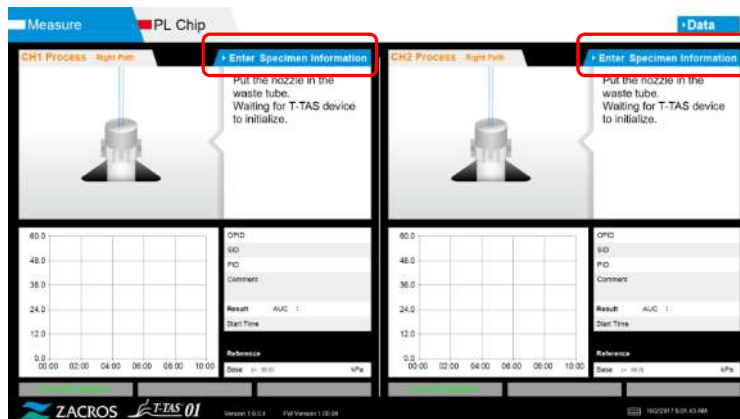 Measure
PL Chip
Data
CH1 Process Right Path
Enter Specimen Information
Put the nozzle in the
waste tube.
Waiting for T-TAS device
to initialize.
60.0
48.0
36.0
24.0
12.0
0.0
00:00 02:00 04:00 06:00 08:00 10:00
OPID
SID
PID
Comment
Result AUC :
Start Time
Reference
Base kPa
CH2 Process Right Path
Enter Specimen Information
Put the nozzle in the
waste tube.
Waiting for T-TAS device
to initialize.
60.0
48.0
36.0
24.0
12.0
0.0
00:00 02:00 04:00 06:00 08:00 10:00
OPID
SID
PID
Comment
Result AUC :
Start Time
Reference
Base kPa
ZACROS T-TAS 01